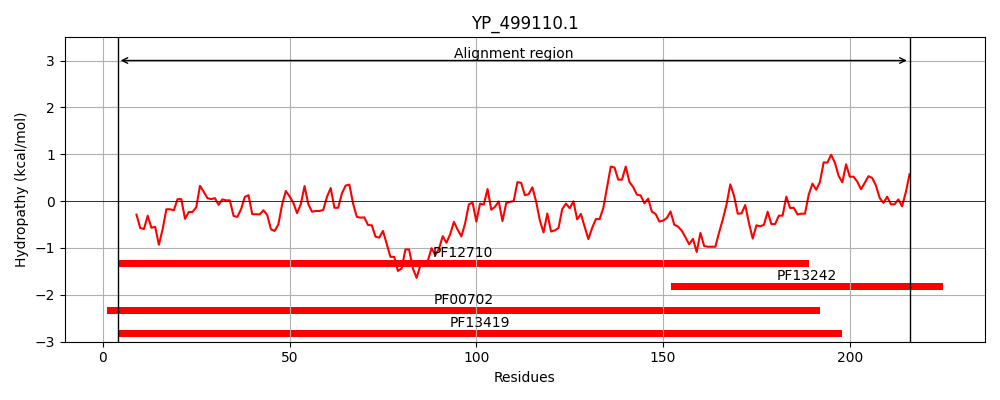 YP_499110.1
Alignment region
Hydropathy (kcal/mol)
3
2
1
0
−1
−2
−3
PF12710
PF13242
PF00702
PF13419
0
50
100
150
200
Residues